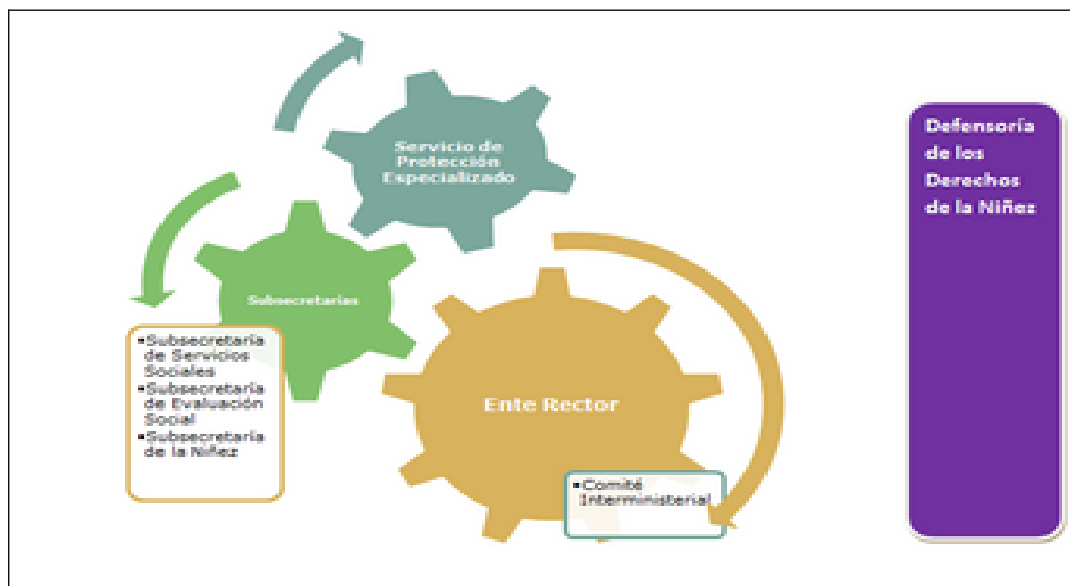 Servicio de
Protección
Especializado
Defensoría
de los
Derechos
de la Niñez
Subsecretarías
▪Subsecretaría
de Servicios
Sociales
▪Subsecretaría
de Evaluación
Social
▪Subsecretaría
de la Niñez
Ente Rector
▪Comité
Interministerial